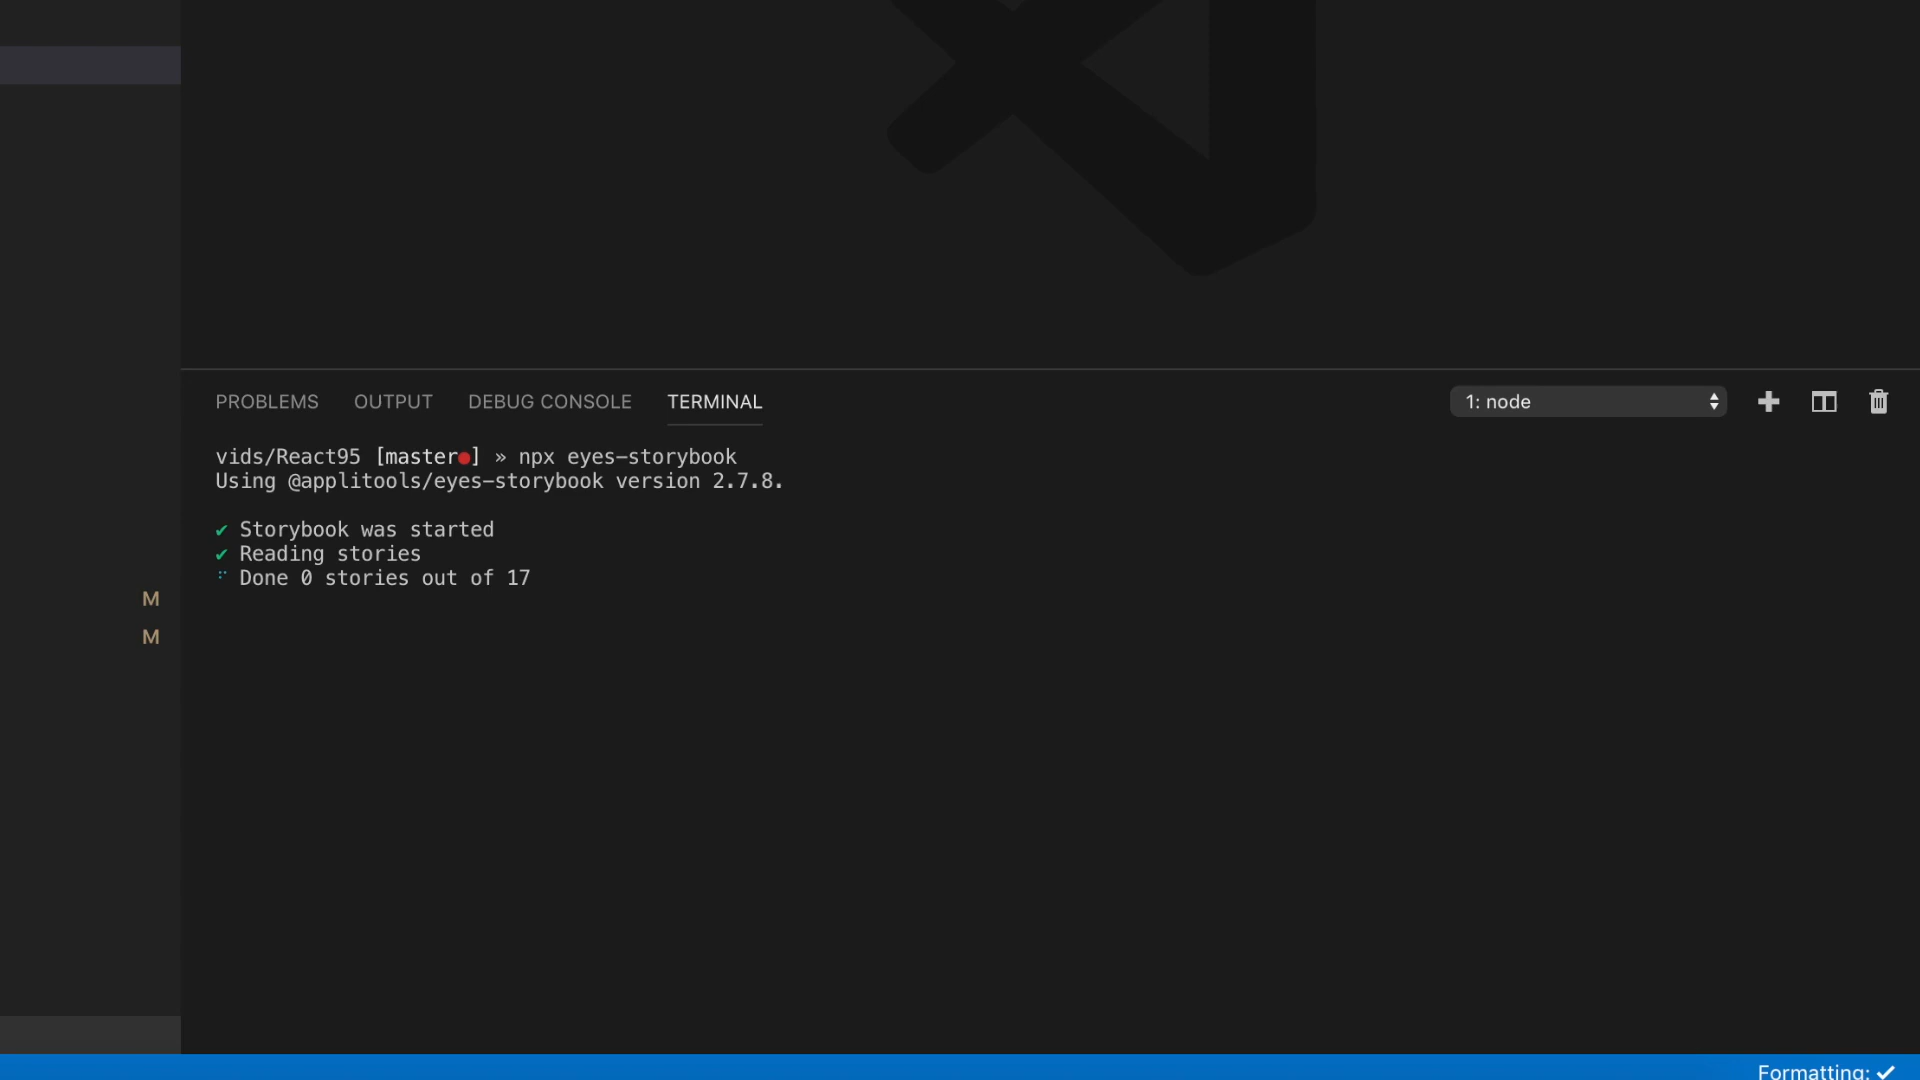 PROBLEMS OUTPUT DEBUG CONSOLE TERMINAL 1: node
vids/React95 [master●] » npx eyes-storybook
Using @applitools/eyes-storybook version 2.7.8.
✔ Storybook was started
✔ Reading stories
Done 0 stories out of 17
M
M
Formatting: ✓